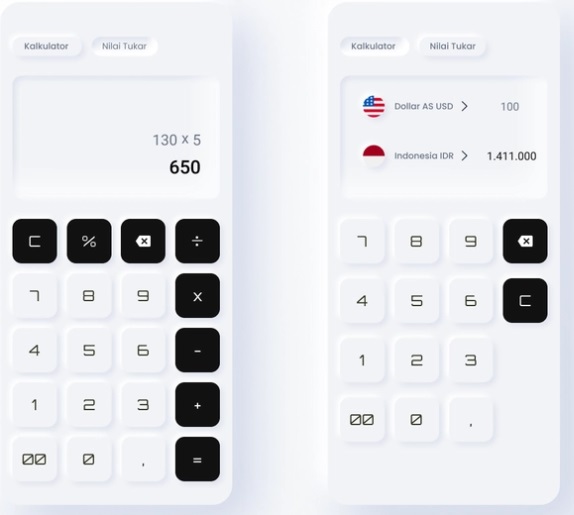 Kalkulator Nilai Tukar
130 x 5
650
C % ÷
7 8 9 x
4 5 6 -
1 2 3 +
00 0 , =
Kalkulator Nilai Tukar
Dollar AS USD > 100
Indonesia IDR > 1.411.000
7 8 9
4 5 6 C
1 2 3
00 0 ,